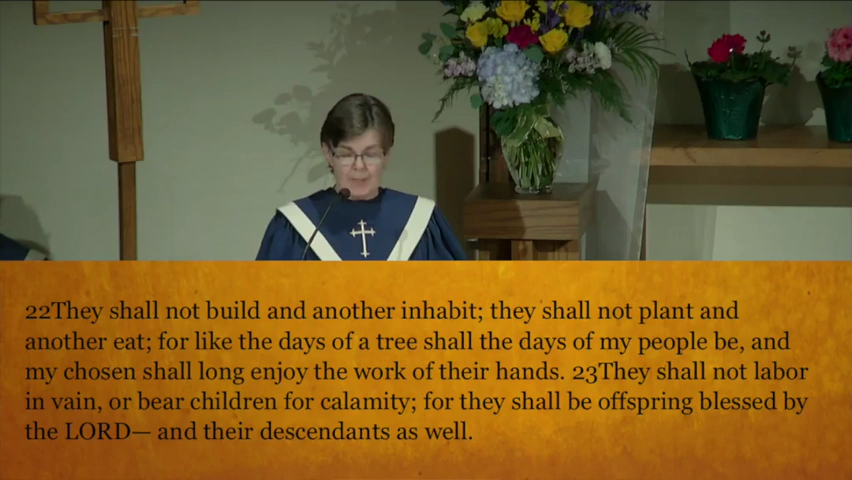 22They shall not build and another inhabit; they shall not plant and
another eat; for like the days of a tree shall the days of my people be, and
my chosen shall long enjoy the work of their hands. 23They shall not labor
in vain, or bear children for calamity; for they shall be offspring blessed by
the LORD— and their descendants as well.